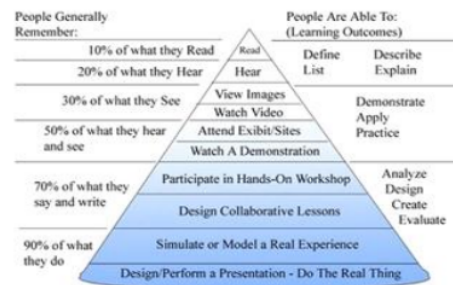 People Generally
Remember:
People Are Able To:
(Learning Outcomes)
10% of what they Read
Read
Define
Describe
List
Explain
20% of what they Hear
Hear
30% of what they See
View Images
Watch Video
Demonstrate
Apply
Practice
50% of what they hear
and see
Attend Exibit/Sites
Watch A Demonstration
70% of what they
say and write
Participate in Hands-On Workshop
Design Collaborative Lessons
Analyze
Design
Create
Evaluate
90% of what
they do
Simulate or Model a Real Experience
Design/Perform a Presentation - Do The Real Thing